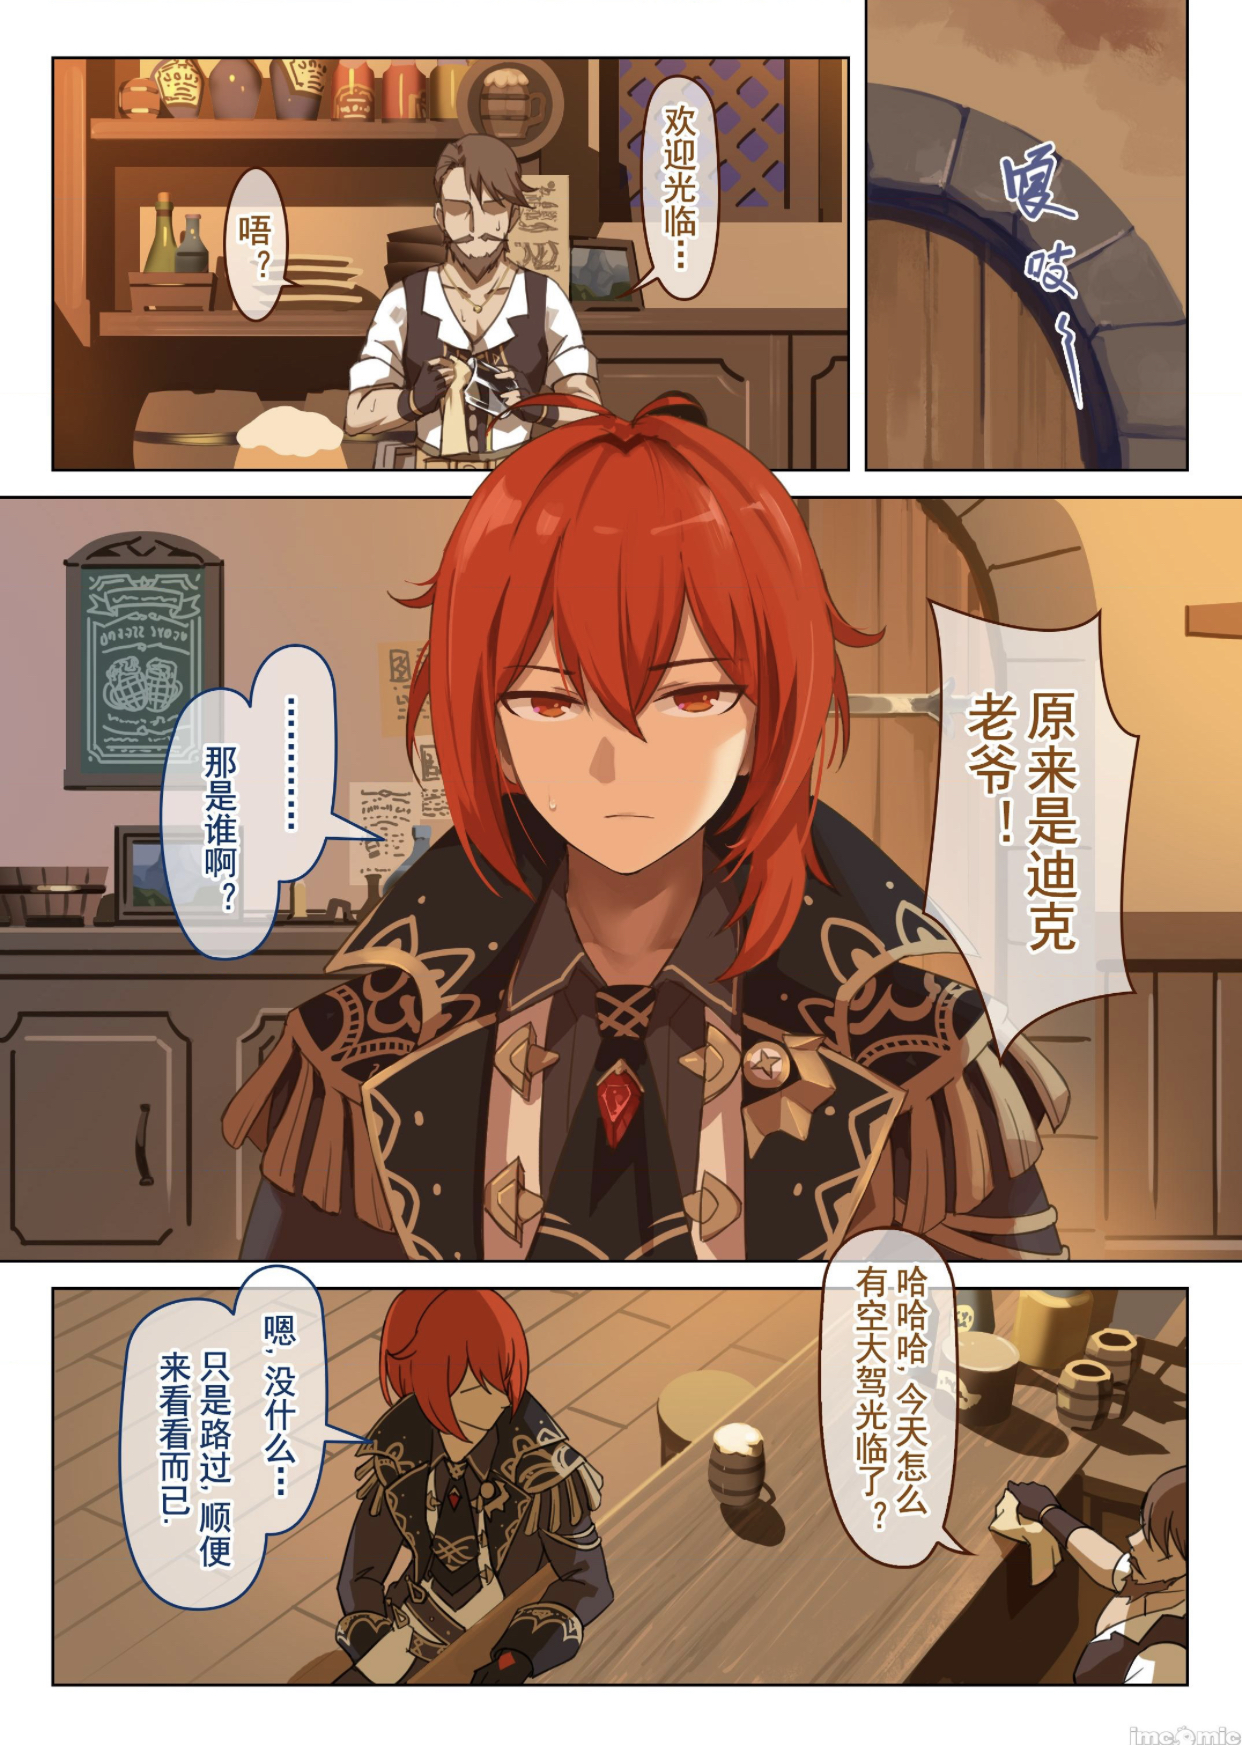 嘎
吱
欢迎光临…
唔？
原来是迪克
老爷！
…………
那是谁啊？
哈哈哈,今天怎么
有空大驾光临了？
嗯,没什么…
只是路过,顺便
来看看而已.
imcomic